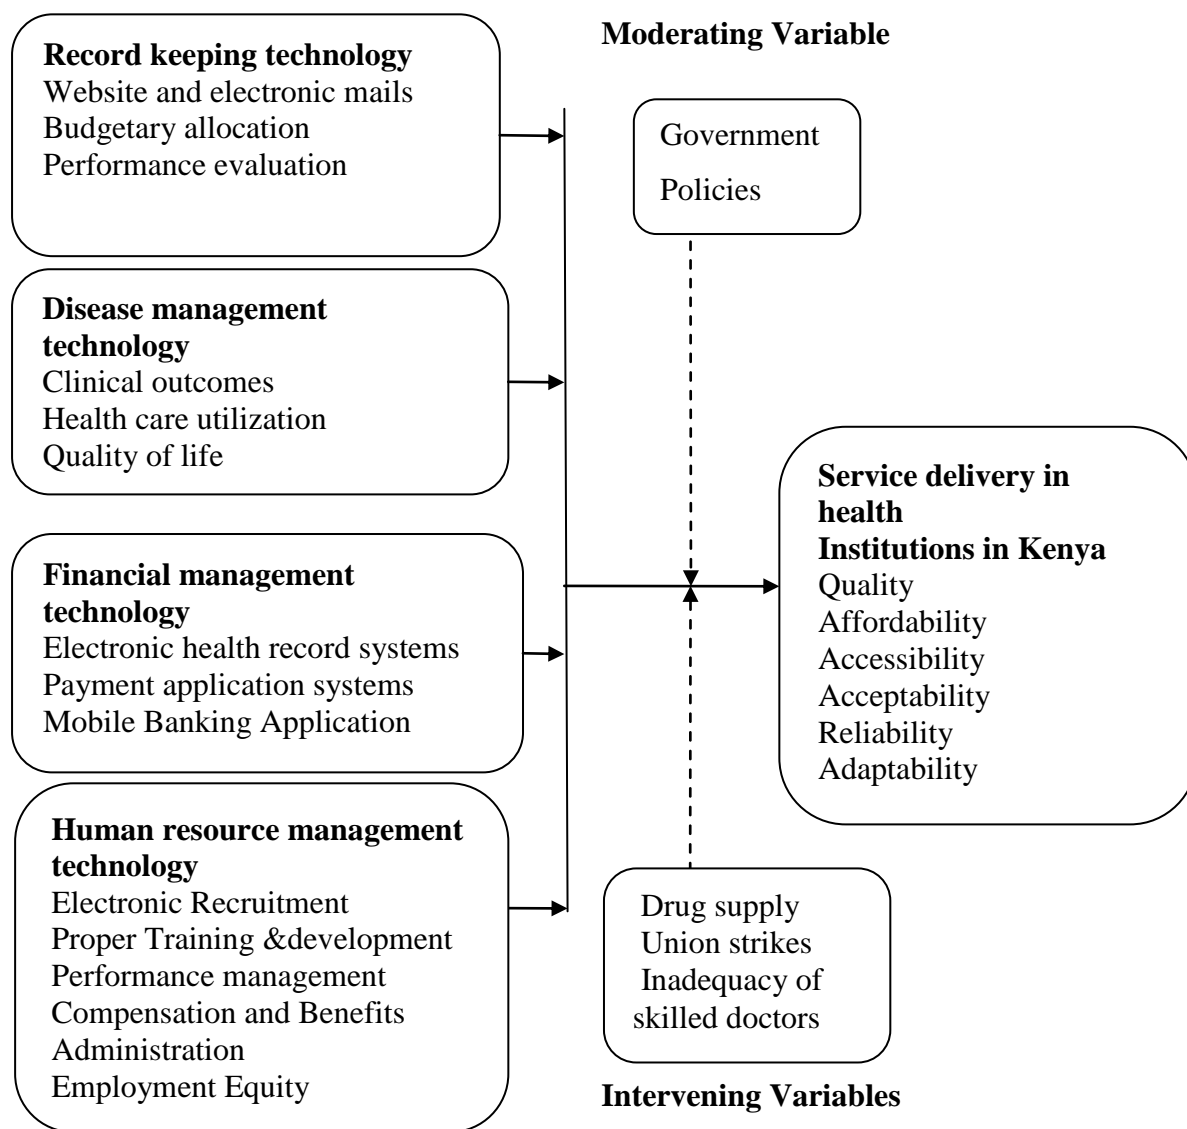 Record keeping technology
Website and electronic mails
Budgetary allocation
Performance evaluation
Disease management
technology
Clinical outcomes
Health care utilization
Quality of life
Financial management
technology
Electronic health record systems
Payment application systems
Mobile Banking Application
Human resource management
technology
Electronic Recruitment
Proper Training &development
Performance management
Compensation and Benefits
Administration
Employment Equity
Moderating Variable
Government
Policies
Service delivery in
health
Institutions in Kenya
Quality
Affordability
Accessibility
Acceptability
Reliability
Adaptability
Drug supply
Union strikes
Inadequacy of
skilled doctors
Intervening Variables